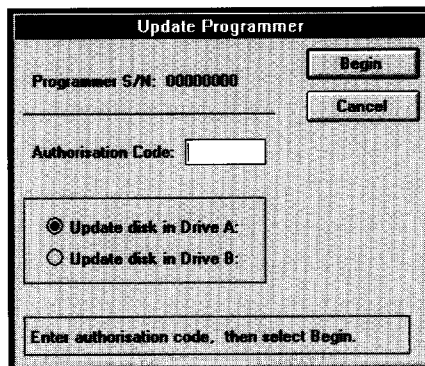 Update Programmer
Programmer S/N: 00000000
Begin
Cancel
Authorisation Code:
Update disk in Drive A:
Update disk in Drive B:
Enter authorisation code, then select Begin.